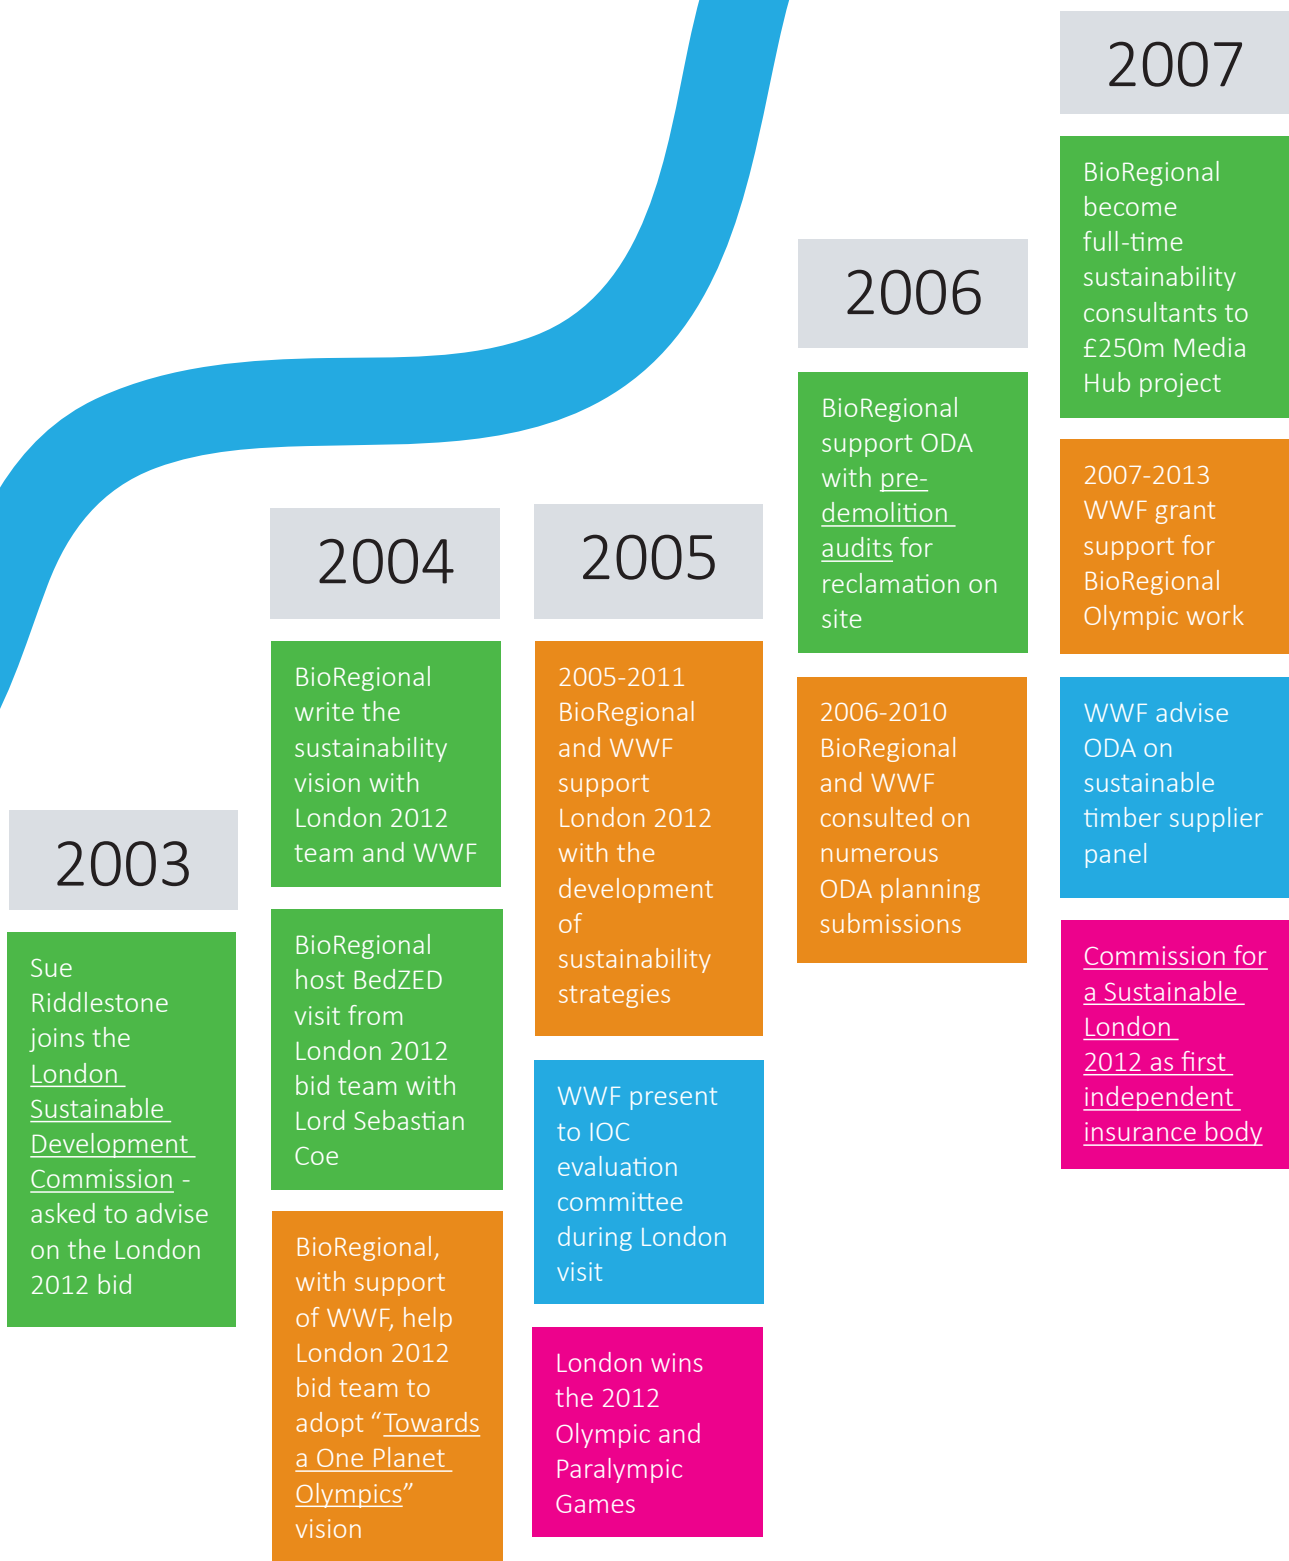 2003
Sue
Riddlestone
joins the
London
Sustainable
Development
Commission -
asked to advise
on the London
2012 bid
2004
BioRegional
write the
sustainability
vision with
London 2012
team and WWF
BioRegional
host BedZED
visit from
London 2012
bid team with
Lord Sebastian
Coe
BioRegional,
with support
of WWF, help
London 2012
bid team to
adopt “Towards
a One Planet
Olympics”
vision
2005
2005-2011
BioRegional
and WWF
support
London 2012
with the
development
of
sustainability
strategies
WWF present
to IOC
evaluation
committee
during London
visit
London wins
the 2012
Olympic and
Paralympic
Games
2006
BioRegional
support ODA
with pre-
demolition
audits for
reclamation on
site
2006-2010
BioRegional
and WWF
consulted on
numerous
ODA planning
submissions
2007
BioRegional
become
full-time
sustainability
consultants to
£250m Media
Hub project
2007-2013
WWF grant
support for
BioRegional
Olympic work
WWF advise
ODA on
sustainable
timber supplier
panel
Commission for
a Sustainable
London
2012 as first
independent
insurance body